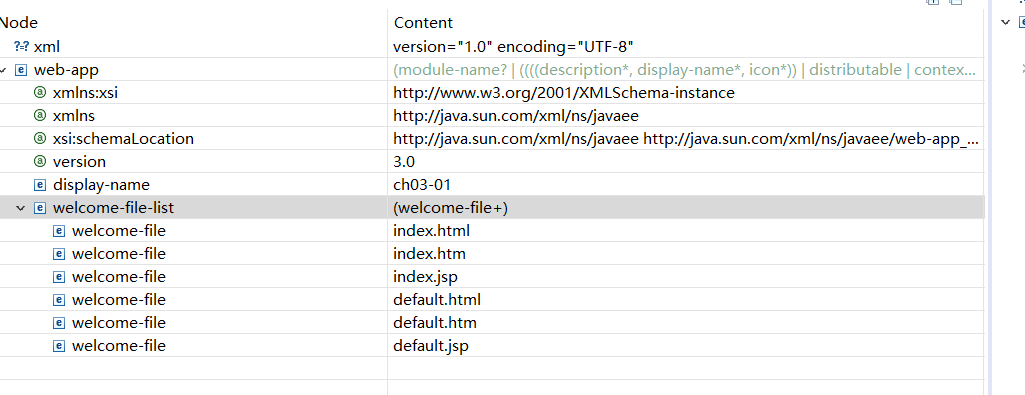 Node Content
?=? xml version="1.0" encoding="UTF-8"
e web-app (module-name? | ((((description*, display-name*, icon*)) | distributable | contex...
a xmlns:xsi http://www.w3.org/2001/XMLSchema-instance
a xmlns http://java.sun.com/xml/ns/javaee
a xsi:schemaLocation http://java.sun.com/xml/ns/javaee http://java.sun.com/xml/ns/javaee/web-app_...
a version 3.0
e display-name ch03-01
e welcome-file-list (welcome-file+)
e welcome-file index.html
e welcome-file index.htm
e welcome-file index.jsp
e welcome-file default.html
e welcome-file default.htm
e welcome-file default.jsp